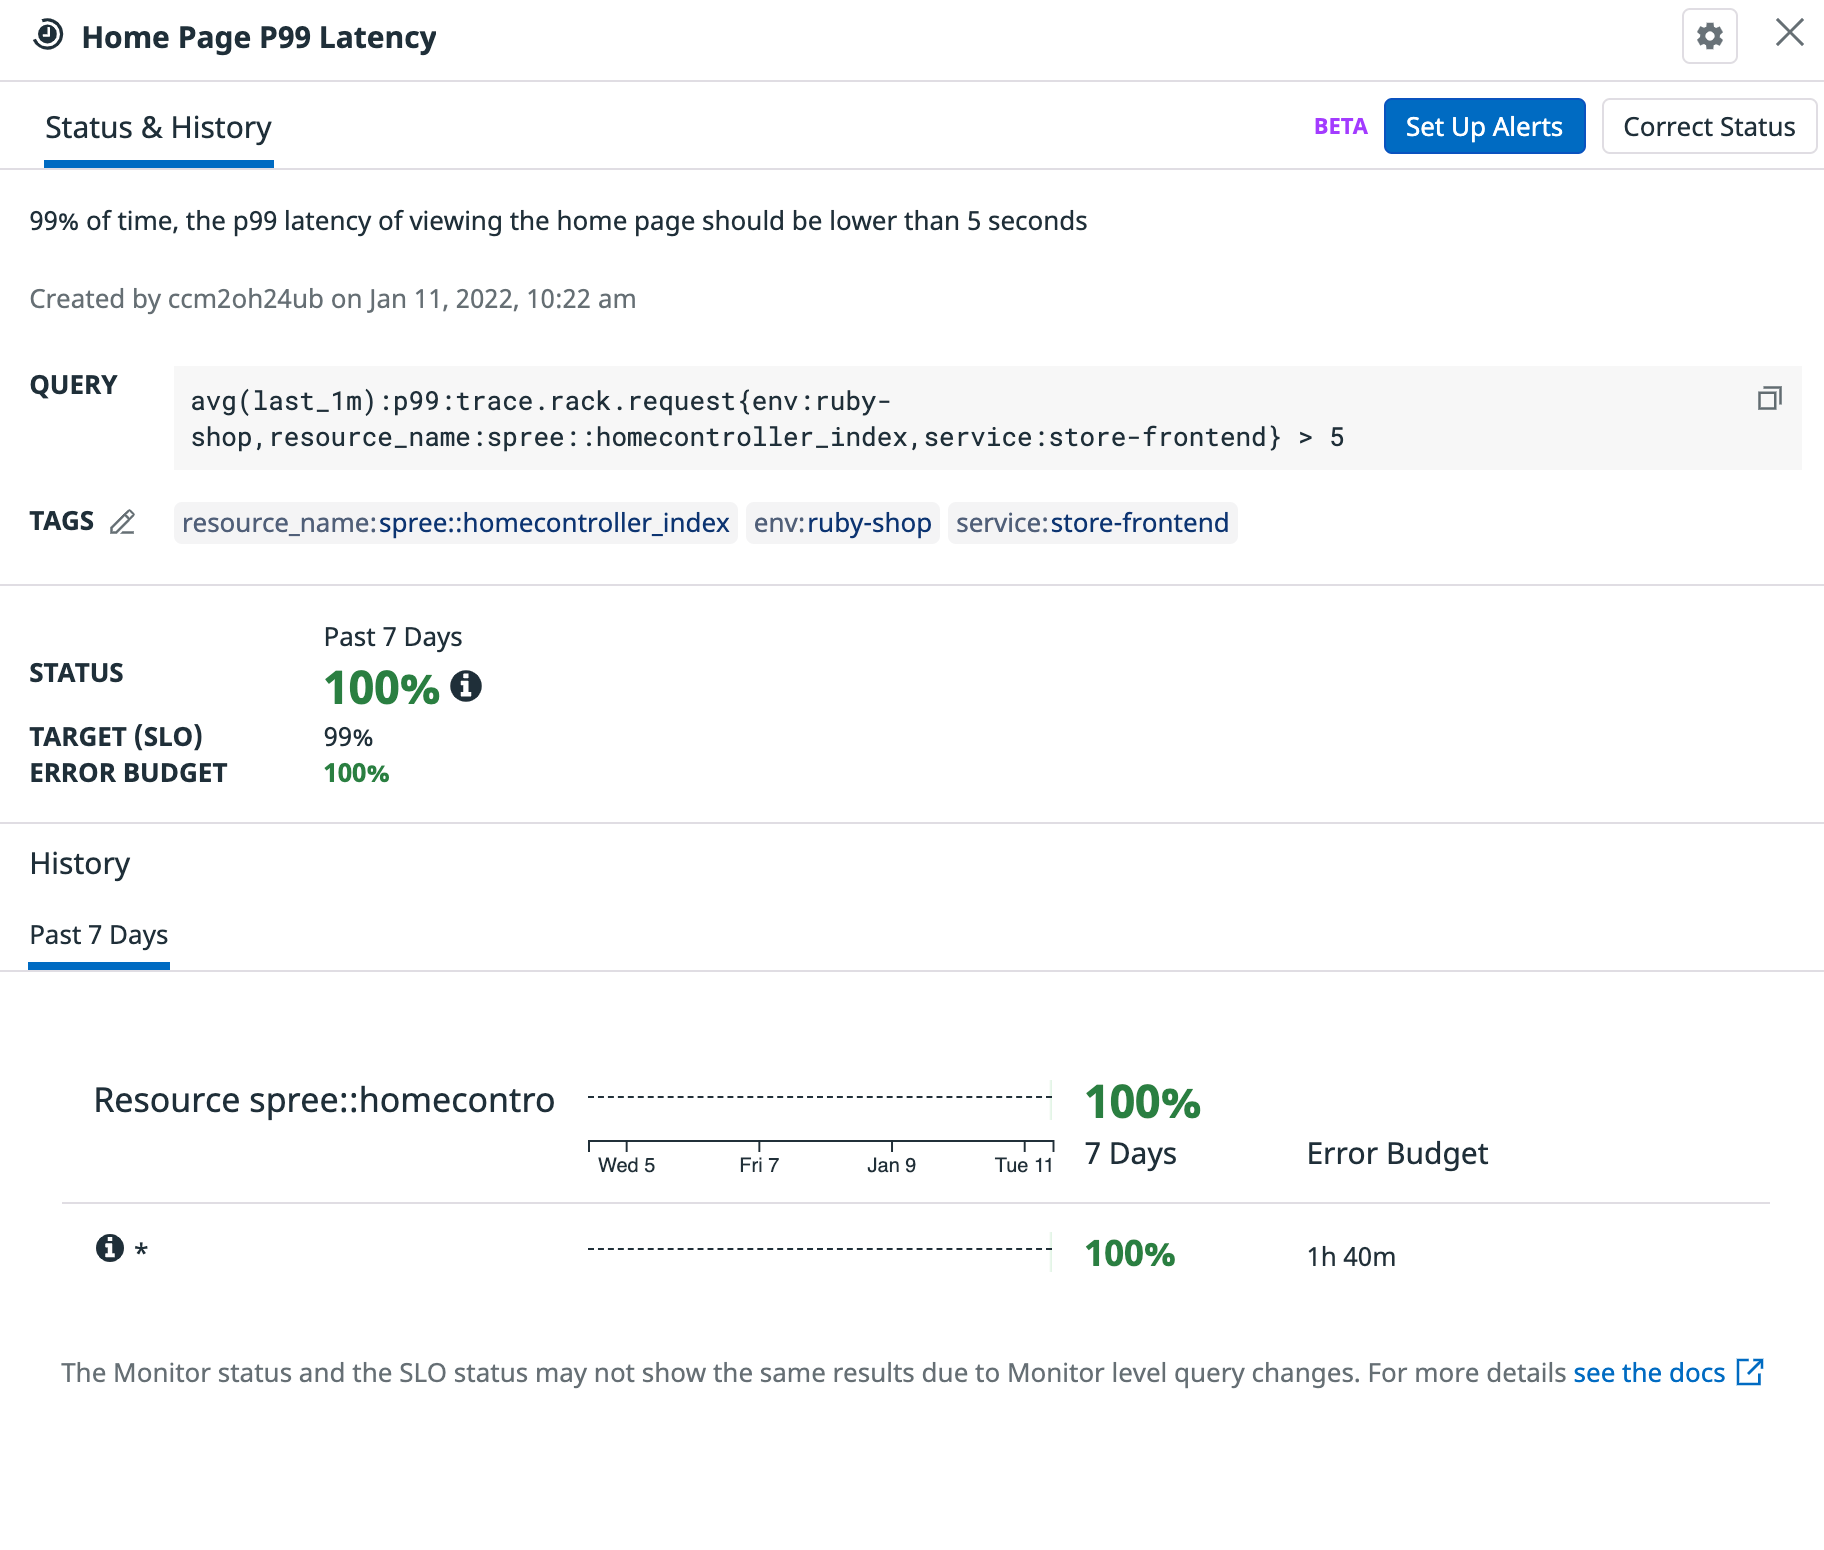 Home Page P99 Latency
Status & History
BETA
Set Up Alerts
Correct Status
99% of time, the p99 latency of viewing the home page should be lower than 5 seconds
Created by ccm2oh24ub on Jan 11, 2022, 10:22 am
QUERY
avg(last_1m):p99:trace.rack.request{env:ruby-
shop,resource_name:spree::homecontroller_index,service:store-frontend} > 5
TAGS
resource_name:spree::homecontroller_index env:ruby-shop service:store-frontend
Past 7 Days
STATUS
100%
TARGET (SLO) 99%
ERROR BUDGET 100%
History
Past 7 Days
Resource spree::homecontro
100%
Wed 5 Fri 7 Jan 9 Tue 11
7 Days
Error Budget
* 100% 1h 40m
The Monitor status and the SLO status may not show the same results due to Monitor level query changes. For more details see the docs